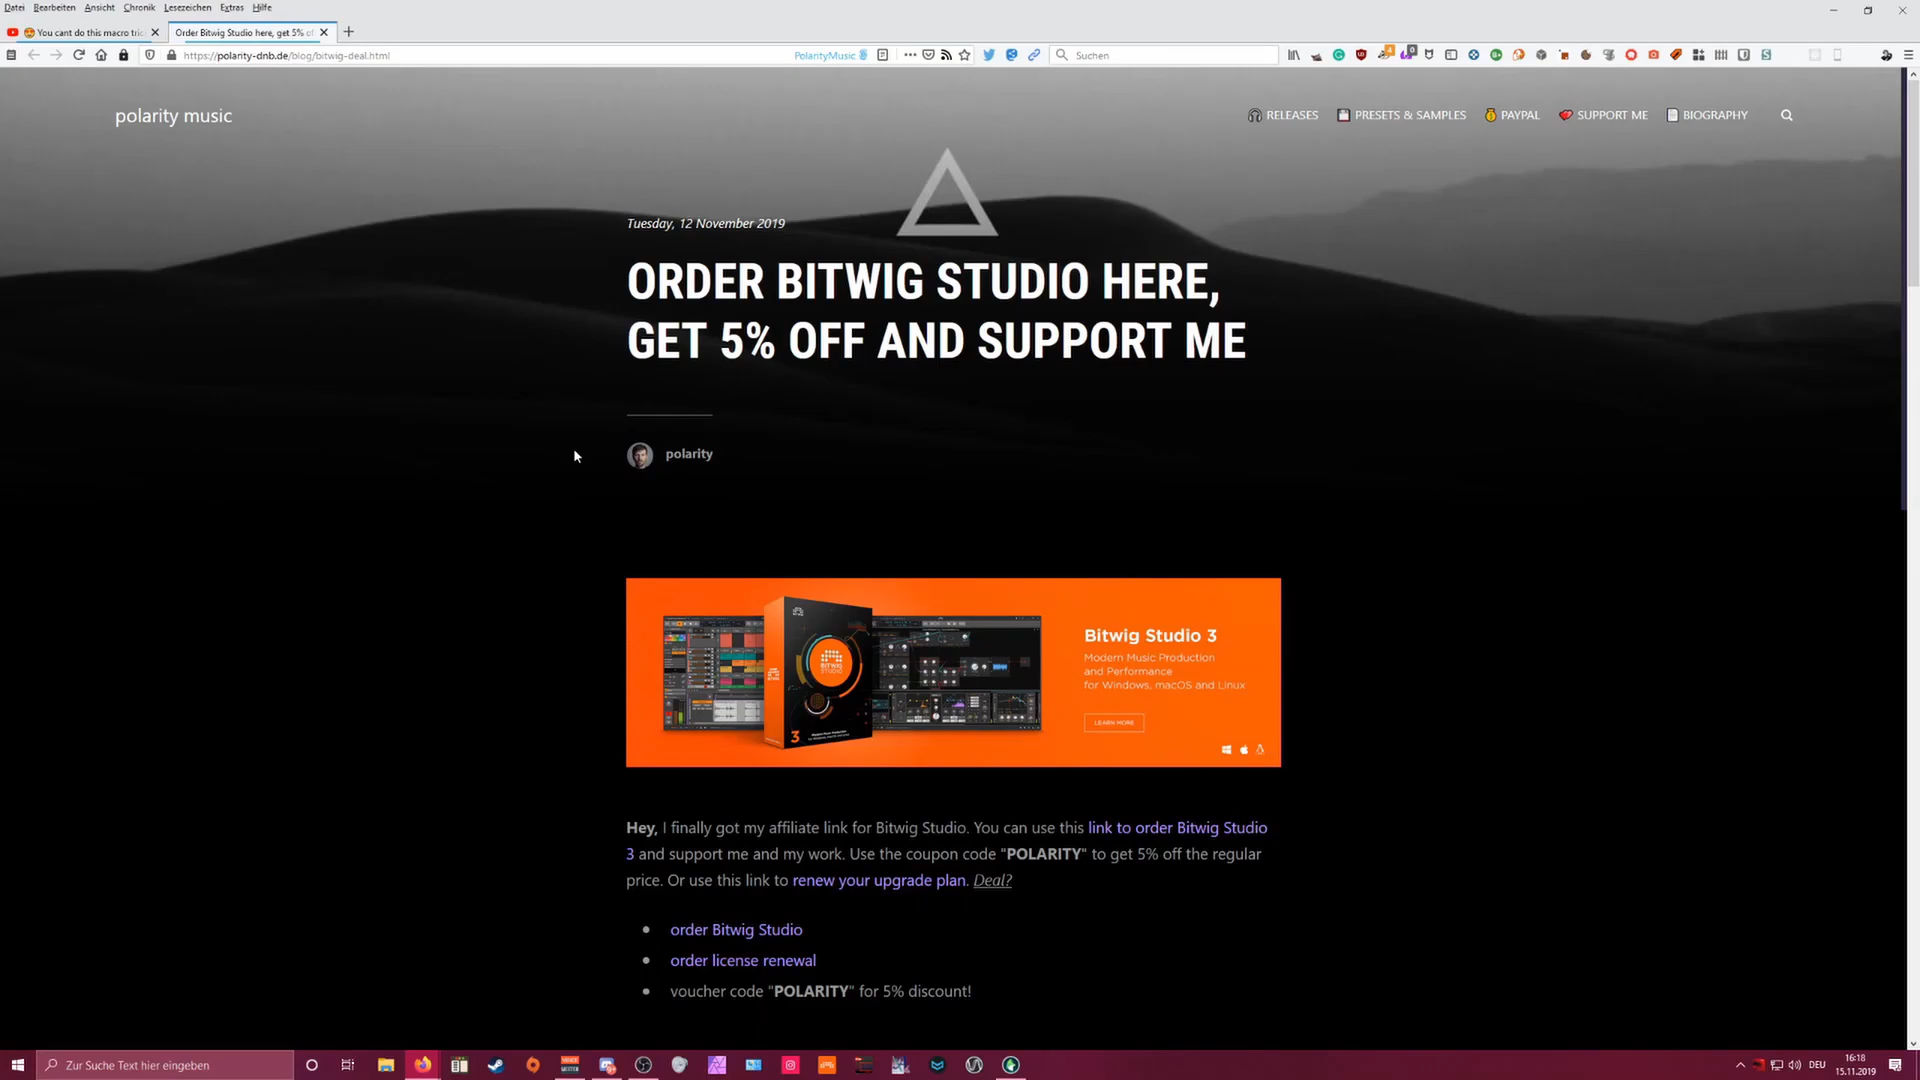 Datei Bearbeiten Ansicht Chronik Lesezeichen Extras Hilfe
You cant do this macro tric
Order Bitwig Studio here, get 5% of
https://polarity-dnb.de/blog/bitwig-deal.html
PolarityMusic
Suchen
polarity music
RELEASES PRESETS & SAMPLES PAYPAL SUPPORT ME BIOGRAPHY
Tuesday, 12 November 2019
ORDER BITWIG STUDIO HERE,
GET 5% OFF AND SUPPORT ME
polarity
BITWIG
STUDIO
3
Bitwig Studio 3
Modern Music Production
and Performance
for Windows, macOS and Linux
LEARN MORE
Hey, I finally got my affiliate link for Bitwig Studio. You can use this link to order Bitwig Studio
3 and support me and my work. Use the coupon code "POLARITY" to get 5% off the regular
price. Or use this link to renew your upgrade plan. Deal?
order Bitwig Studio
order license renewal
voucher code "POLARITY" for 5% discount!
Zur Suche Text hier eingeben
DEU
16:18
15.11.2019